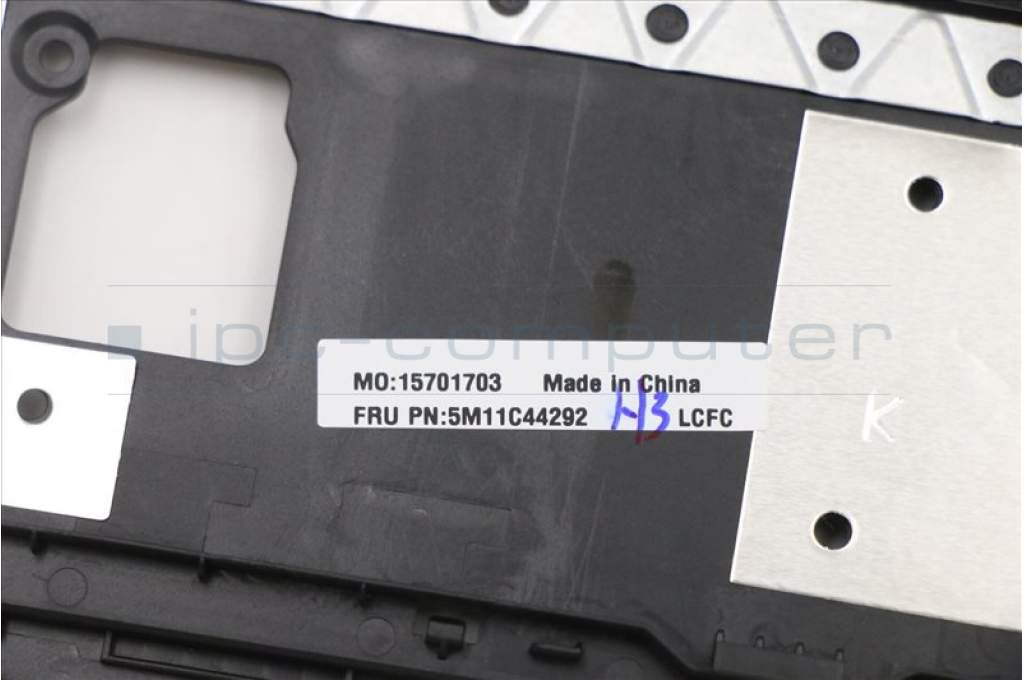 ipc-computer
MO:15701703 Made in China
FRU PN:5M11C44292 H3 LCFC
K